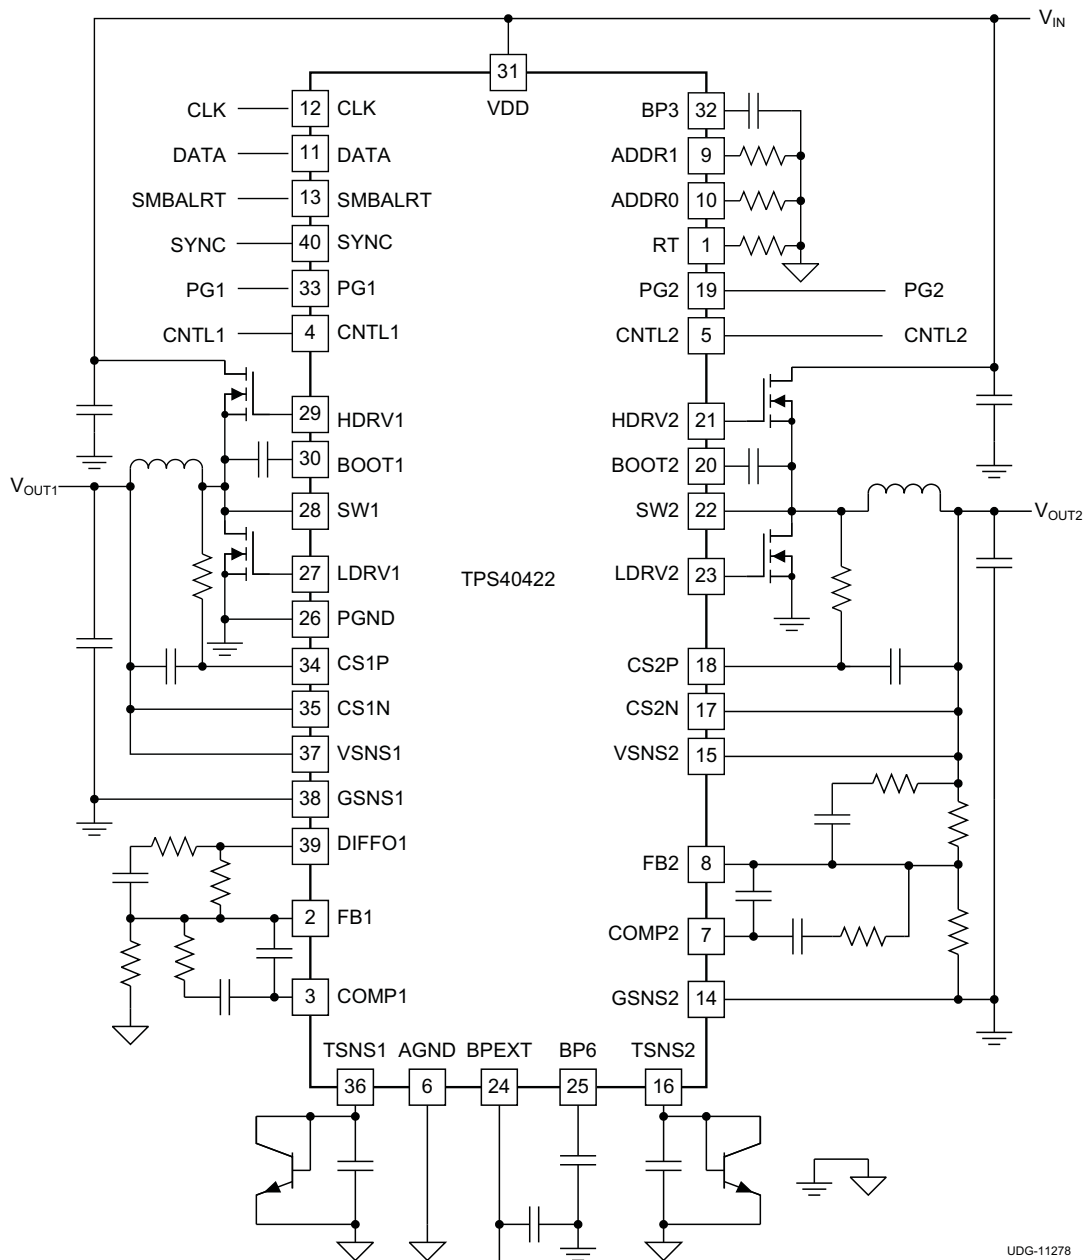 VIN
31
VDD
CLK 12 CLK
DATA 11 DATA
SMBALRT 13 SMBALRT
SYNC 40 SYNC
PG1 33 PG1
CNTL1 4 CNTL1
29 HDRV1
30 BOOT1
VOUT1
28 SW1
27 LDRV1
26 PGND
34 CS1P
35 CS1N
37 VSNS1
38 GSNS1
39 DIFFO1
2 FB1
3 COMP1
TPS40422
BP3 32
ADDR1 9
ADDR0 10
RT 1
PG2 19 PG2
CNTL2 5 CNTL2
HDRV2 21
BOOT2 20
SW2 22
VOUT2
LDRV2 23
CS2P 18
CS2N 17
VSNS2 15
FB2 8
COMP2 7
GSNS2 14
TSNS1 AGND BPEXT BP6 TSNS2
36 6 24 25 16
UDG-11278